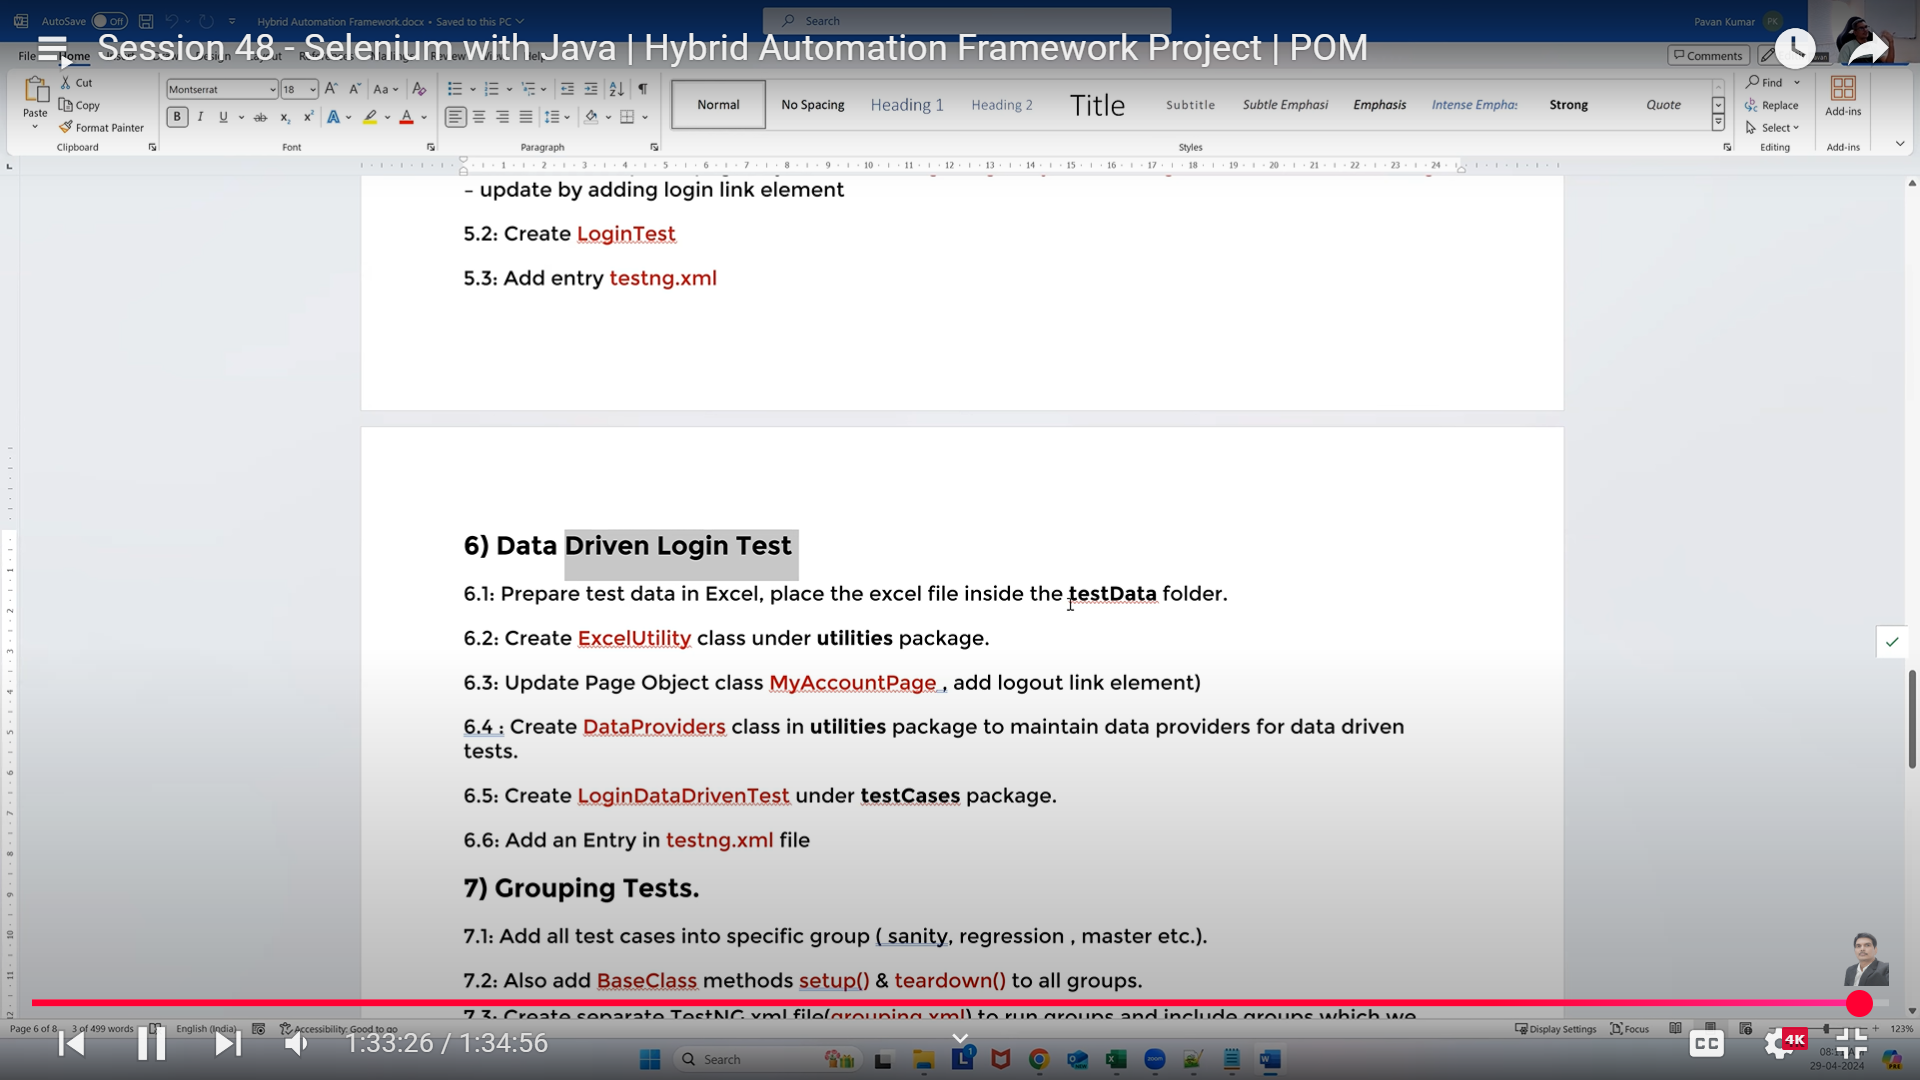 AutoSave Off Hybrid Automation Framework.docx • Saved to this PC Search Pavan Kumar PK
Session 48 - Selenium with Java | Hybrid Automation Framework Project | POM
File Home Comments
Paste Cut Copy Format Painter Clipboard
Montserrat 18 Font
Paragraph
Normal No Spacing Heading 1 Heading 2 Title Subtitle Subtle Emphasi Emphasis Intense Empha: Strong Quote Styles
Find Replace Select Editing
Add-ins Add-ins
– update by adding login link element
5.2: Create LoginTest
5.3: Add entry testng.xml
6) Data Driven Login Test
6.1: Prepare test data in Excel, place the excel file inside the testData folder.
6.2: Create ExcelUtility class under utilities package.
6.3: Update Page Object class MyAccountPage , add logout link element)
6.4 : Create DataProviders class in utilities package to maintain data providers for data driven
tests.
6.5: Create LoginDataDrivenTest under testCases package.
6.6: Add an Entry in testng.xml file
7) Grouping Tests.
7.1: Add all test cases into specific group ( sanity, regression , master etc.).
7.2: Also add BaseClass methods setup() & teardown() to all groups.
7.3: Create separate TestNG xml file(grouping.xml) to run groups and include groups which we
Page 6 of 8 3 of 499 words English (India) Accessibility: Good to go Display Settings Focus 123%
1:33:26 / 1:34:56 Search CC 4K
29-04-2024